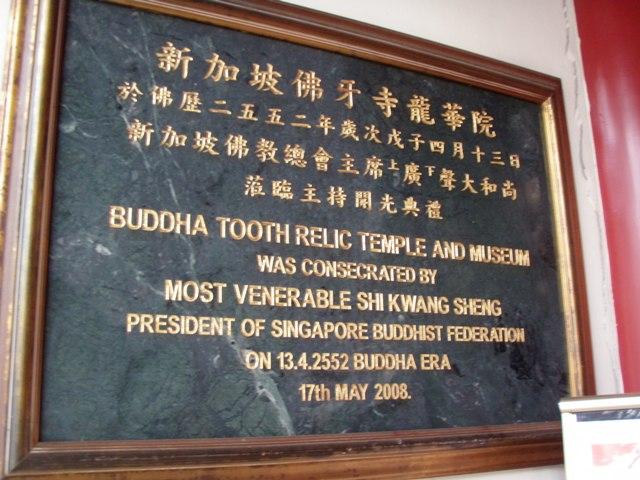 新加坡佛牙寺龍華院
於佛歷二五五二年歲次戊子四月十三日
新加坡佛教總會主席上廣下聲大和尚
蒞臨主持開光典禮
BUDDHA TOOTH RELIC TEMPLE AND MUSEUM
WAS CONSECRATED BY
MOST VENERABLE SHI KWANG SHENG
PRESIDENT OF SINGAPORE BUDDHIST FEDERATION
ON 13.4.2552 BUDDHA ERA
17th MAY 2008.